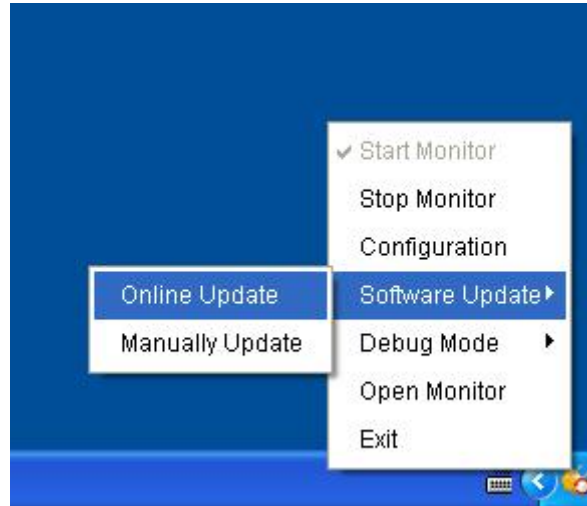 Start Monitor
Stop Monitor
Configuration
Software Update
Debug Mode
Open Monitor
Exit
Online Update
Manually Update